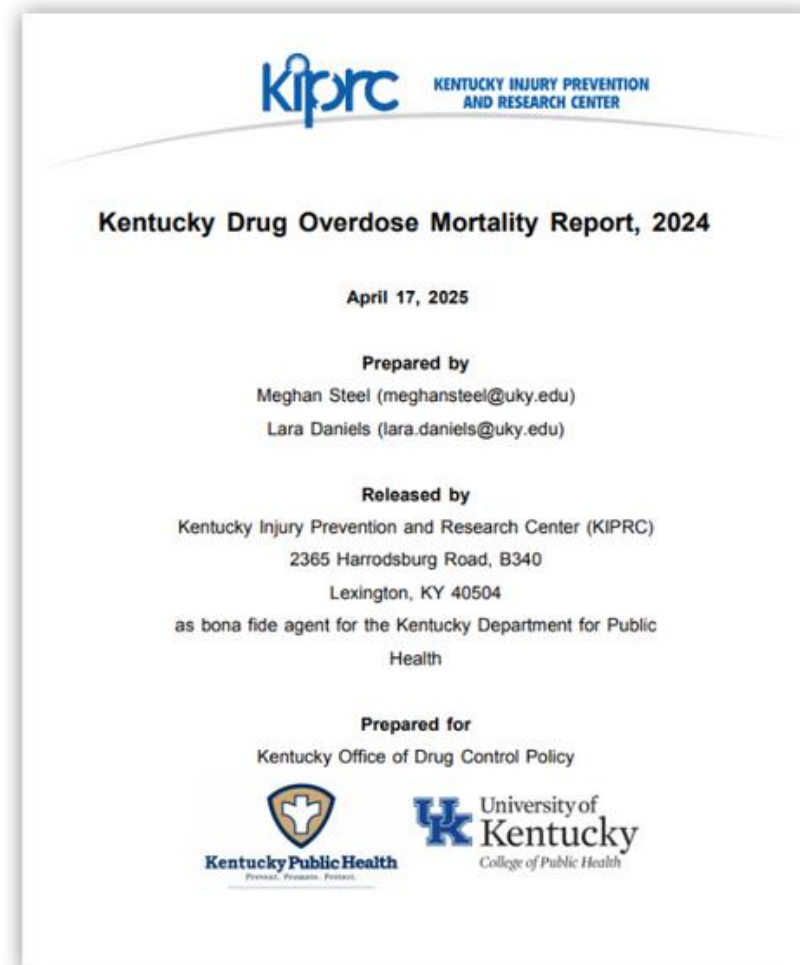 kiprc
KENTUCKY INJURY PREVENTION
AND RESEARCH CENTER
Kentucky Drug Overdose Mortality Report, 2024
April 17, 2025
Prepared by
Meghan Steel (meghansteel@uky.edu)
Lara Daniels (lara.daniels@uky.edu)
Released by
Kentucky Injury Prevention and Research Center (KIPRC)
2365 Harrodsburg Road, B340
Lexington, KY 40504
as bona fide agent for the Kentucky Department for Public
Health
Prepared for
Kentucky Office of Drug Control Policy
Kentucky Public Health
Prevent. Promote. Protect.
UK
University of
Kentucky
College of Public Health